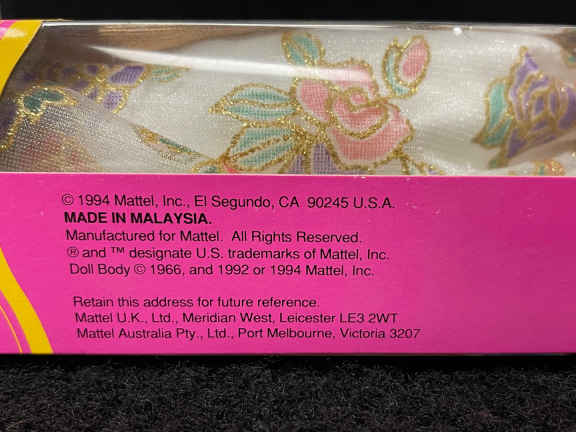 © 1994 Mattel, Inc., El Segundo, CA 90245 U.S.A.
MADE IN MALAYSIA.
Manufactured for Mattel. All Rights Reserved.
® and ™ designate U.S. trademarks of Mattel, Inc.
Doll Body © 1966, and 1992 or 1994 Mattel, Inc.
Retain this address for future reference.
Mattel U.K., Ltd., Meridian West, Leicester LE3 2WT
Mattel Australia Pty., Ltd., Port Melbourne, Victoria 3207